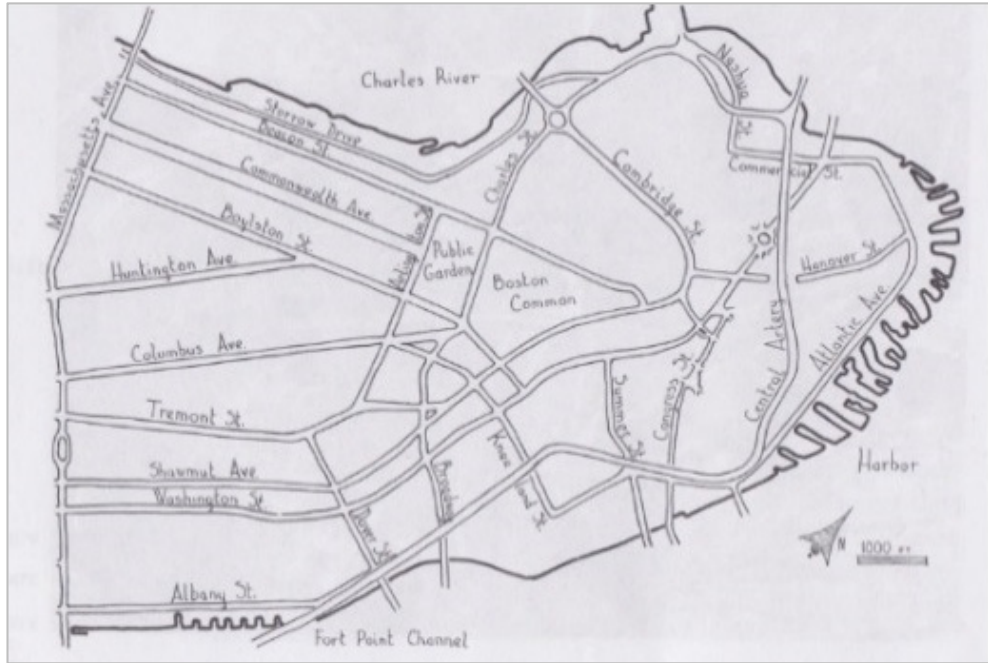 Charles River
Nashua
St.
Massachusetts Ave.
Storrow Drive
Beacon St.
Charles St.
Commonwealth Ave.
Cambridge St.
Commercial St.
Boylston St.
Arlington St.
Public
Garden
Huntington Ave.
Hanover St.
Boston
Common
Columbus Ave.
Central Artery
Atlantic Ave.
Tremont St.
Summer St.
Congress St.
Shawmut Ave.
Kneeland St.
Harbor
Washington St.
Broadway
Dover St.
N
1000 FT
Albany St.
Fort Point Channel